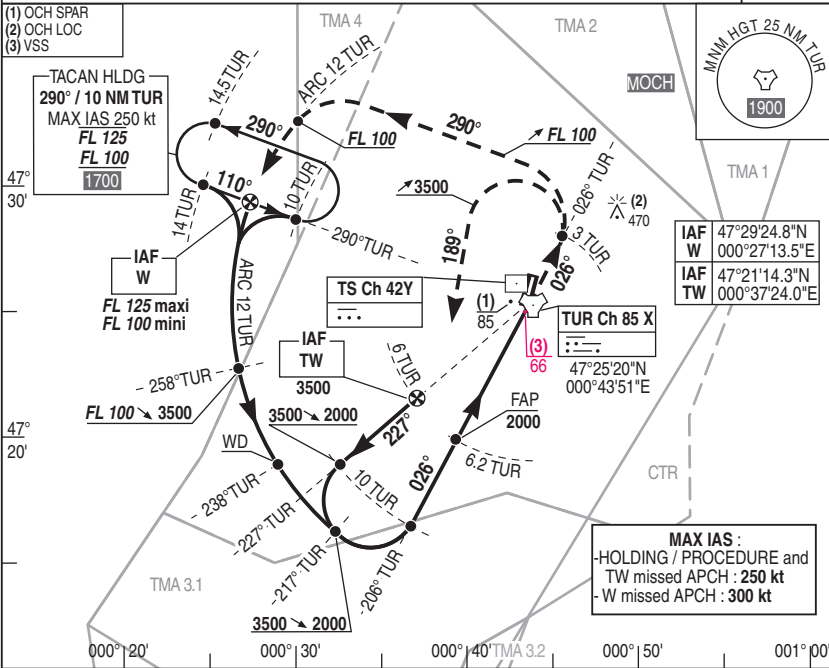 (1) OCH SPAR
(2) OCH LOC
(3) VSS
TMA 4
TMA 2
MNM HGT 25 NM TUR
1900
MOCH
TMA 1
TACAN HLDG
290° / 10 NM TUR
MAX IAS 250 kt
FL 125
FL 100
1700
14.5 TUR
ARC 12 TUR
290°
FL 100
290°
FL 100
3500
026° TUR
(2)
470
3 TUR
47°
30'
110°
10 TUR
14 TUR
290°TUR
189°
026°
IAF
W
FL 125 maxi
FL 100 mini
ARC 12 TUR
TS Ch 42Y
(1)
85
TUR Ch 85 X
47°25'20"N
000°43'51"E
(3)
66
IAF
W
47°29'24.8"N
000°27'13.5"E
IAF
TW
47°21'14.3"N
000°37'24.0"E
IAF
TW
3500
6 TUR
258°TUR
FL 100 3500
3500 2000
227°
FAP
2000
47°
20'
WD
10 TUR
026°
6.2 TUR
238°TUR
227° TUR
217° TUR
206° TUR
CTR
TMA 3.1
3500 2000
MAX IAS :
-HOLDING / PROCEDURE and
TW missed APCH : 250 kt
- W missed APCH : 300 kt
000°20'
000°30'
000°40'
TMA 3.2
000°50'
001°00'